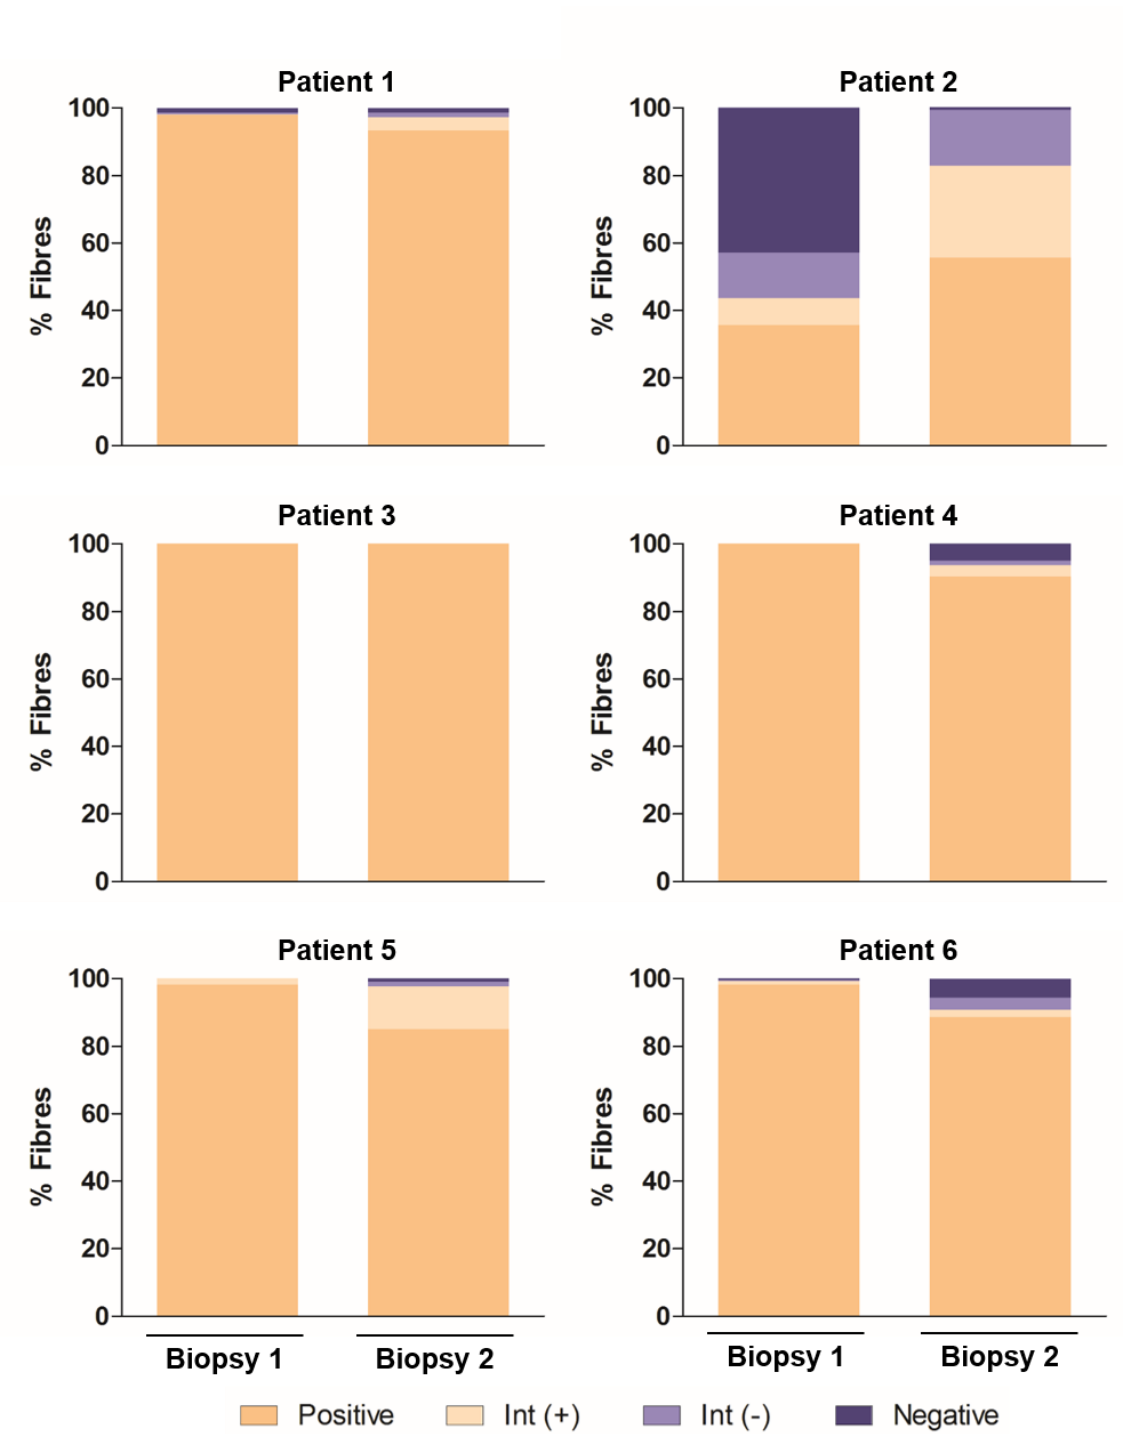 Patient 1
Patient 2
100
80
60
40
20
0
% Fibres
100
80
60
40
20
0
% Fibres
Patient 3
Patient 4
100
80
60
40
20
0
% Fibres
100
80
60
40
20
0
% Fibres
Patient 5
Patient 6
100
80
60
40
20
0
% Fibres
100
80
60
40
20
0
% Fibres
Biopsy 1
Biopsy 2
Biopsy 1
Biopsy 2
Positive
Int (+)
Int (-)
Negative